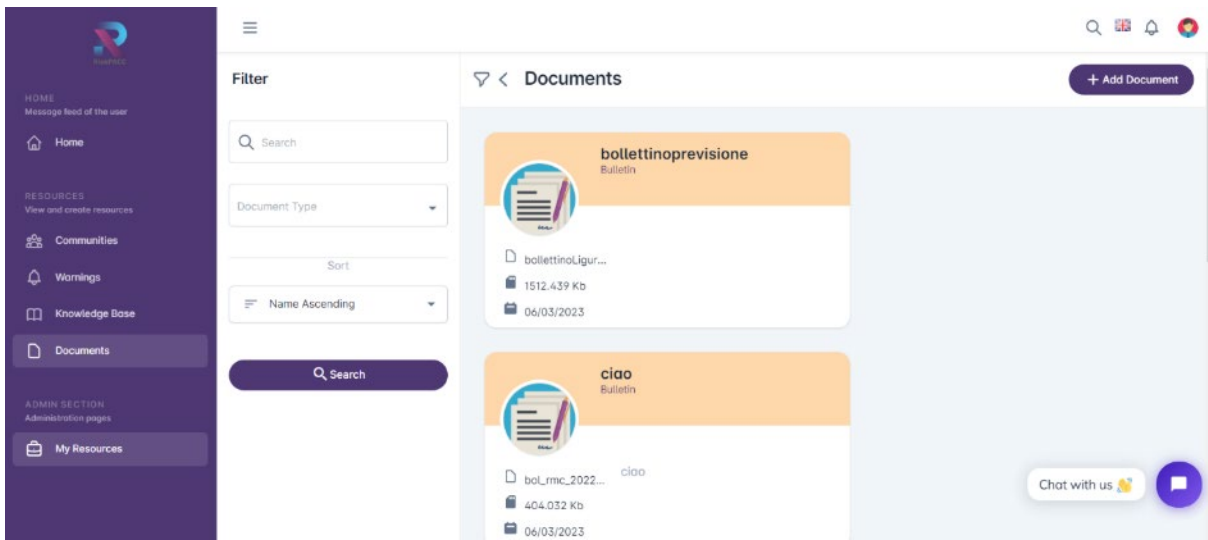 HOME
Message feed of the user
Home
RESOURCES
View and create resources
Communities
Warnings
Knowledge Base
Documents
ADMIN SECTION
Administration pages
My Resources
Filter
Search
Document Type
Sort
Name Ascending
Search
Documents
+ Add Document
bollettinoprevisione
Bulletin
bollettinoLigur...
1512.439 Kb
06/03/2023
ciao
Bulletin
bol_rmc_2022...
ciao
404.032 Kb
06/03/2023
Chat with us 👋